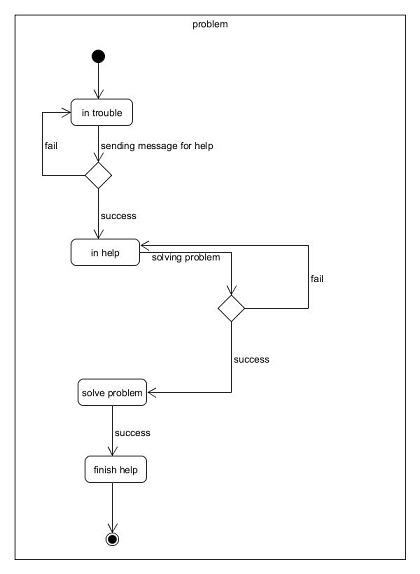 problem
in trouble
sending message for help
fail
success
in help
solving problem
fail
success
solve problem
success
finish help